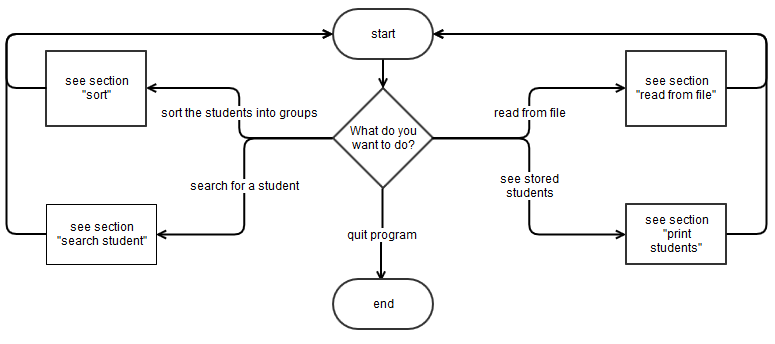 start
see section
"sort"
see section
"read from file"
sort the students into groups
read from file
What do you
want to do?
search for a student
see stored
students
see section
"search student"
see section
"print
students"
quit program
end